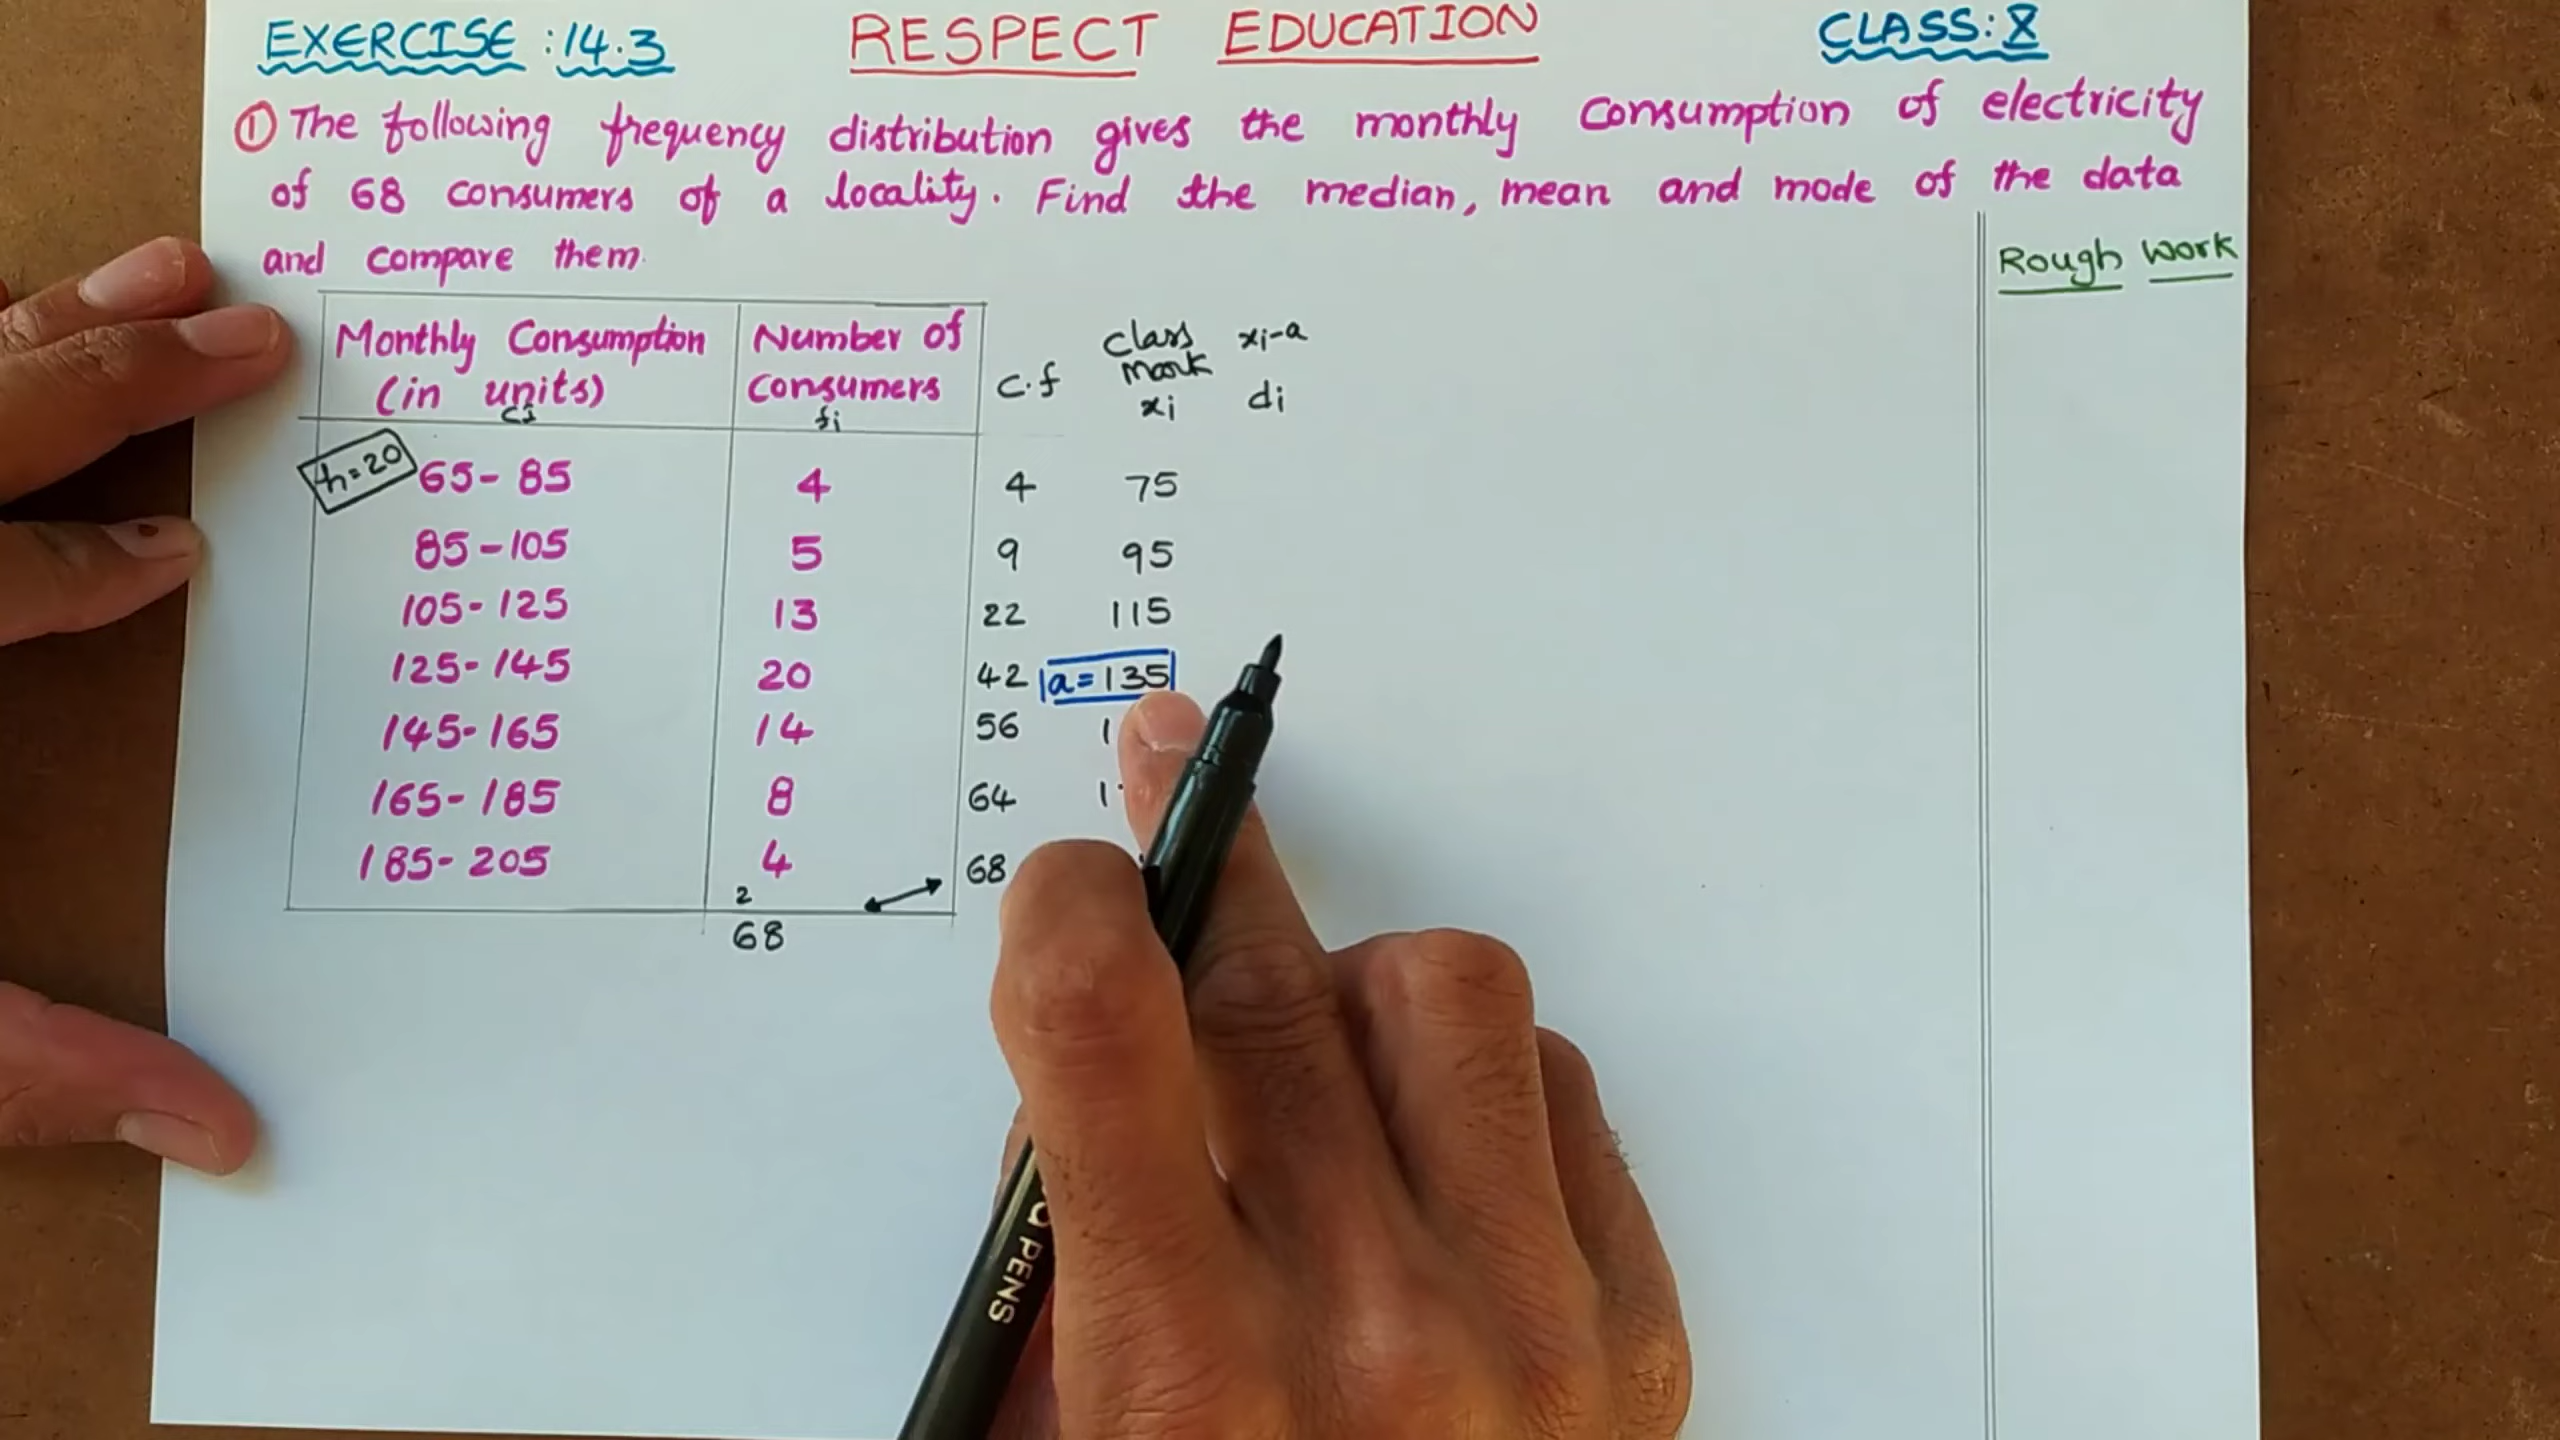 EXERCISE : 14.3 RESPECT EDUCATION CLASS: X
① The following frequency distribution gives the monthly consumption of electricity
of 68 consumers of a locality. Find the median, mean and mode of the data
and compare them.
Rough Work
Monthly Consumption Number of class xi-a
(in units) consumers c.f mark
fi xi di
h=20 65-85 4 4 75
85-105 5 9 95
105-125 13 22 115
125-145 20 42 a=135
145-165 14 56
165-185 8 64
185-205 4 68
2
68
PENS